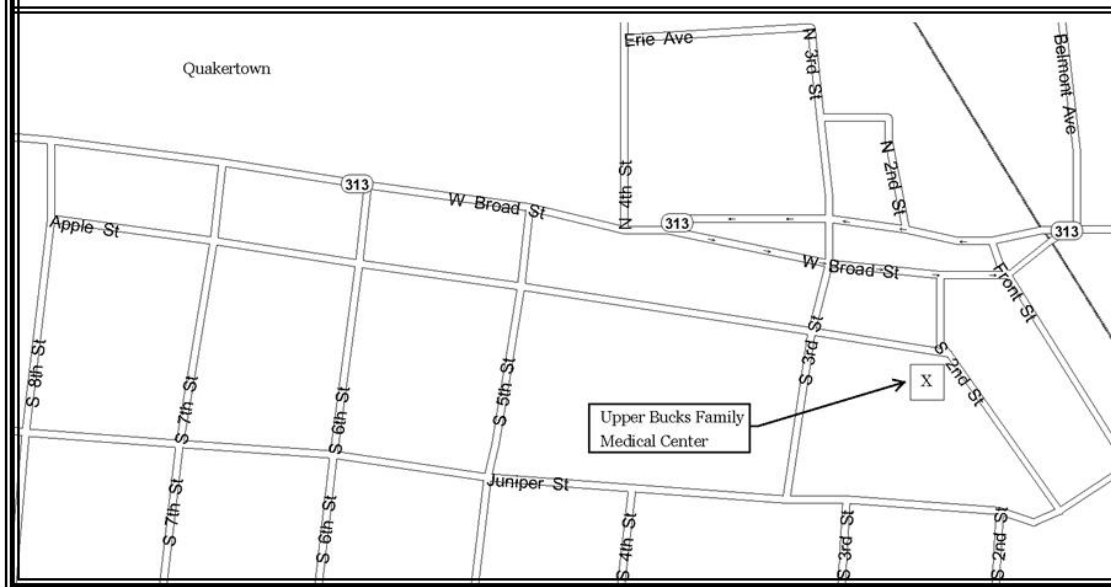 Erie Ave
N 3rd St
Belmont Ave
Quakertown
N 4th St
N 2nd St
313
W Broad St
313
313
Apple St
W Broad St
Front St
S 8th St
S 7th St
S 6th St
S 5th St
S 3rd St
S 2nd St
X
Upper Bucks Family
Medical Center
Juniper St
S 7th St
S 6th St
S 4th St
S 3rd St
S 2nd St